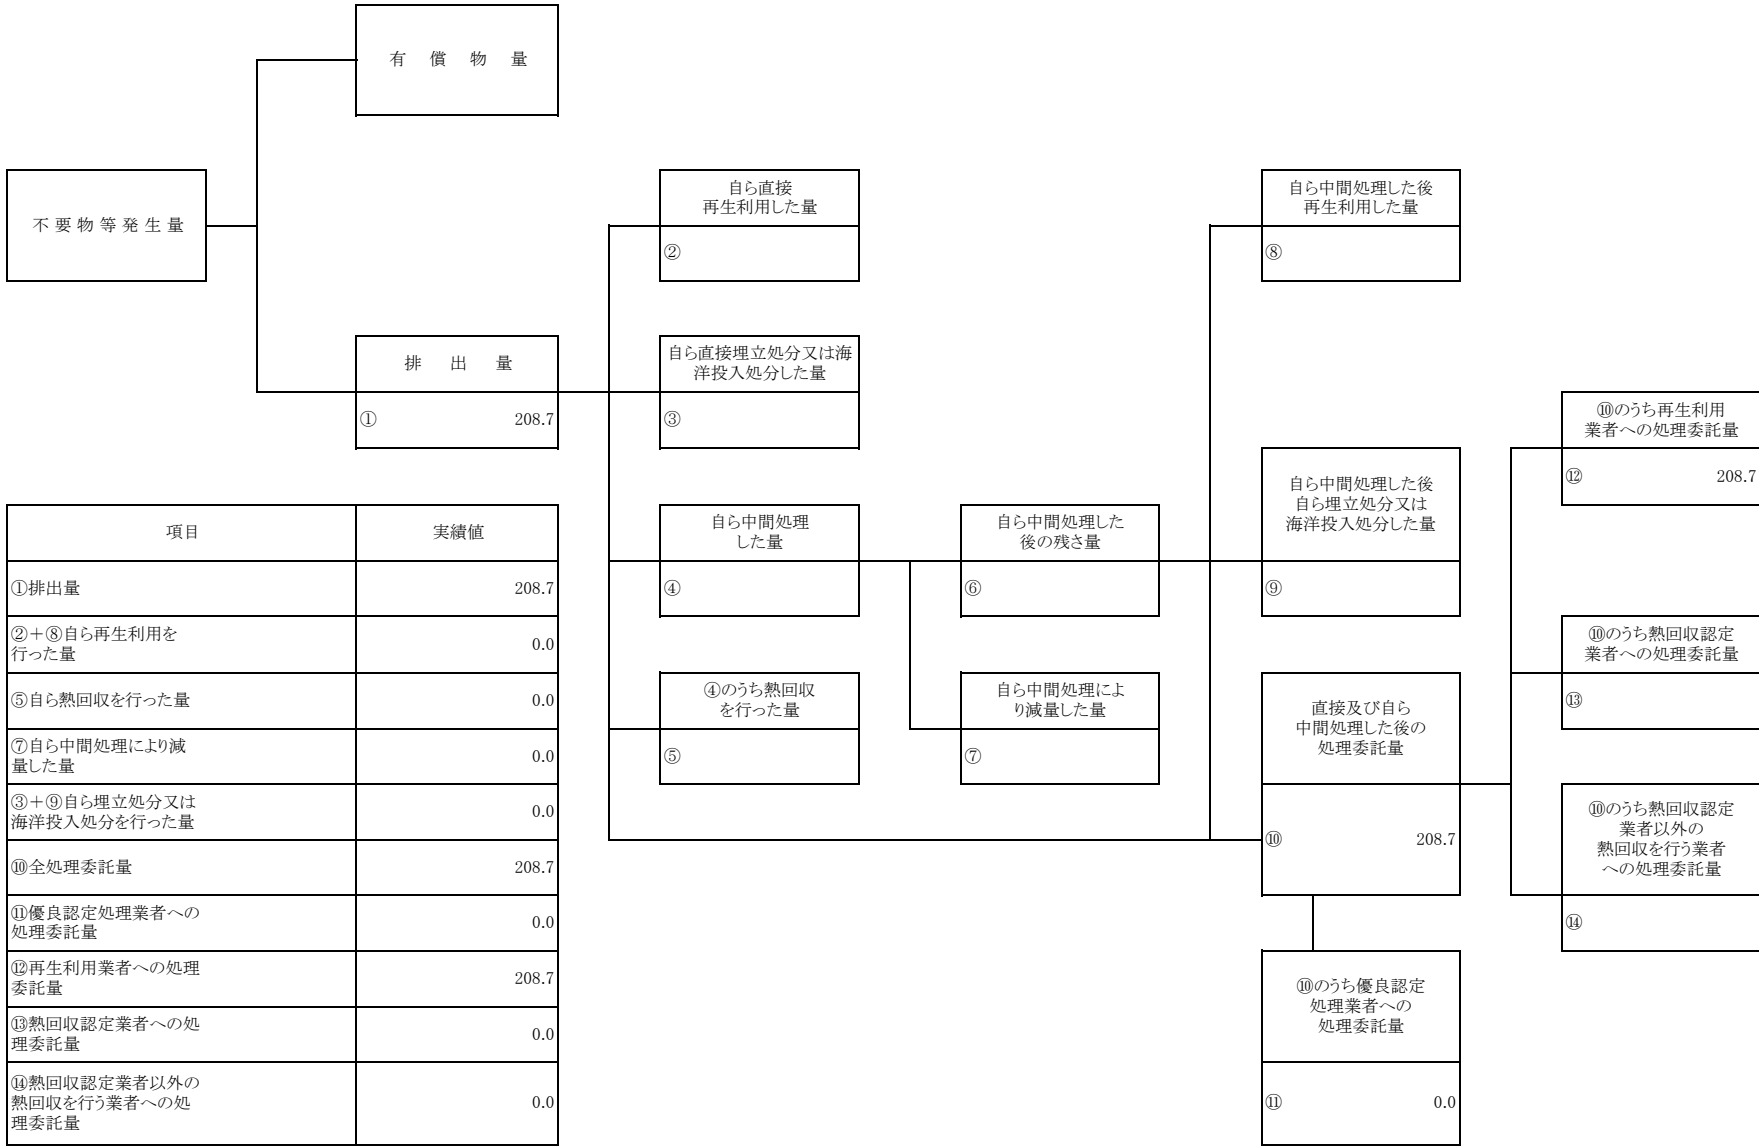 有 償 物 量
不要物等発生量
自ら直接
再生利用した量
②
自ら中間処理した後
再生利用した量
⑧
排 出 量
① 208.7
自ら直接埋立処分又は海
洋投入処分した量
③
⑩のうち再生利用
業者への処理委託量
⑫ 208.7
自ら中間処理した後
自ら埋立処分又は
海洋投入処分した量
⑨
自ら中間処理
した量
④
自ら中間処理した
後の残さ量
⑥
⑩のうち熱回収認定
業者への処理委託量
⑬
④のうち熱回収
を行った量
⑤
自ら中間処理によ
り減量した量
⑦
直接及び自ら
中間処理した後の
処理委託量
⑩ 208.7
⑩のうち熱回収認定
業者以外の
熱回収を行う業者
への処理委託量
⑭
⑩のうち優良認定
処理業者への
処理委託量
⑪ 0.0
項目 実績値
①排出量 208.7
②+⑧自ら再生利用を
行った量 0.0
⑤自ら熱回収を行った量 0.0
⑦自ら中間処理により減
量した量 0.0
③+⑨自ら埋立処分又は
海洋投入処分を行った量 0.0
⑩全処理委託量 208.7
⑪優良認定処理業者への
処理委託量 0.0
⑫再生利用業者への処理
委託量 208.7
⑬熱回収認定業者への処
理委託量 0.0
⑭熱回収認定業者以外の
熱回収を行う業者への処
理委託量 0.0